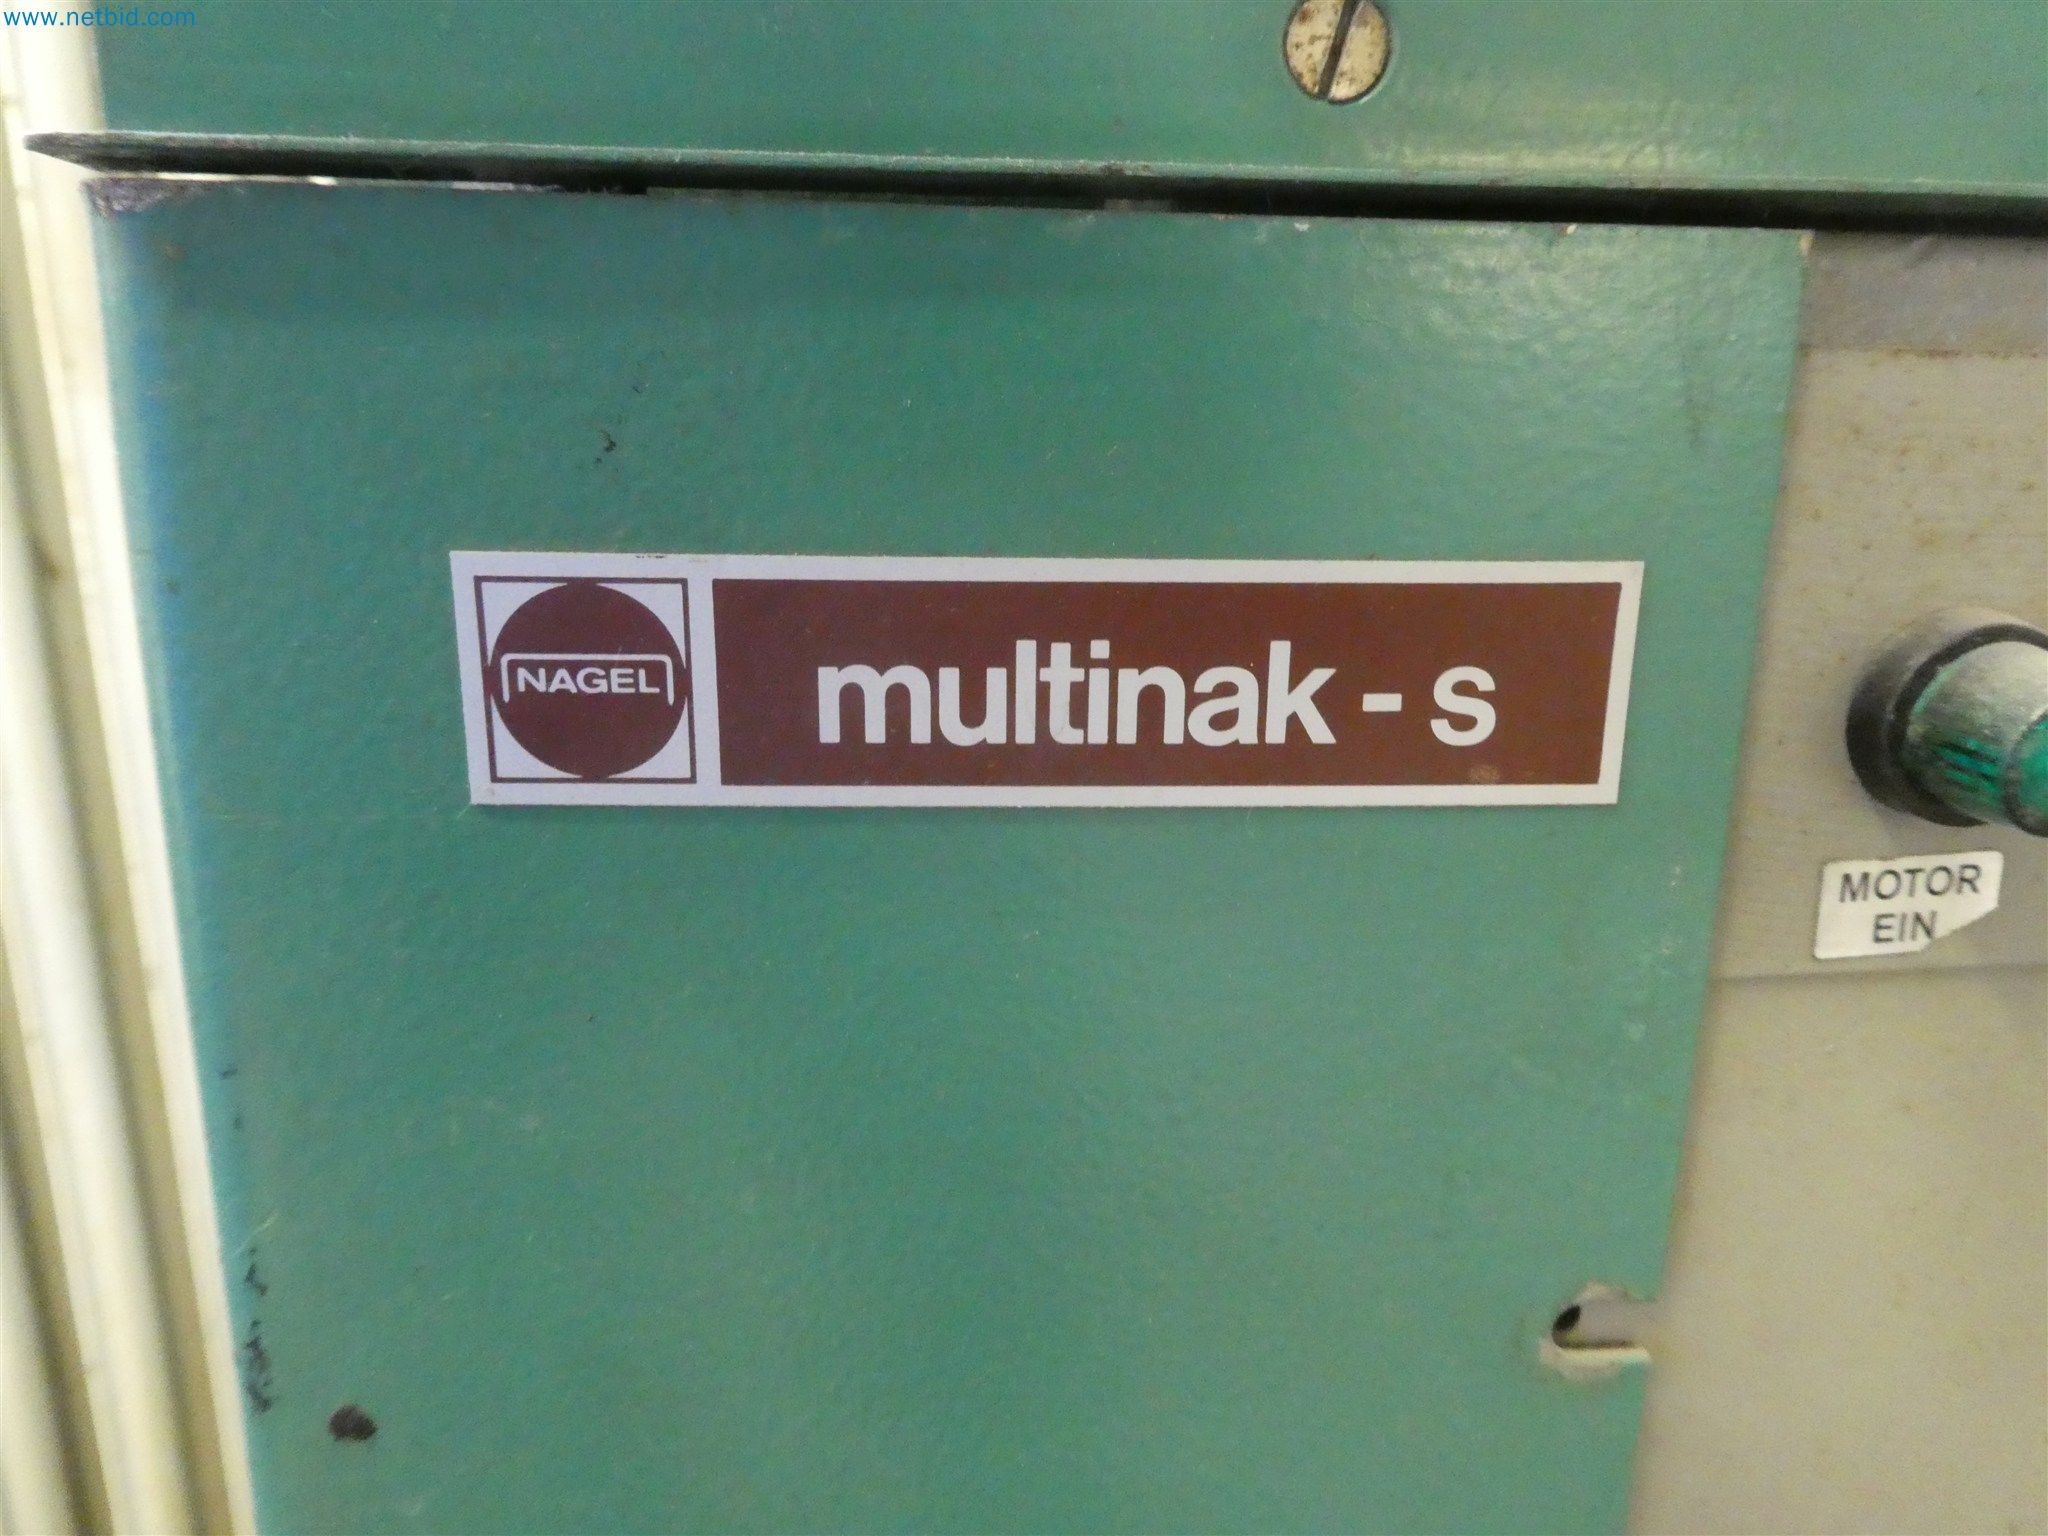 www.netbid.com
NAGEL
multinak - s
MOTOR
EIN